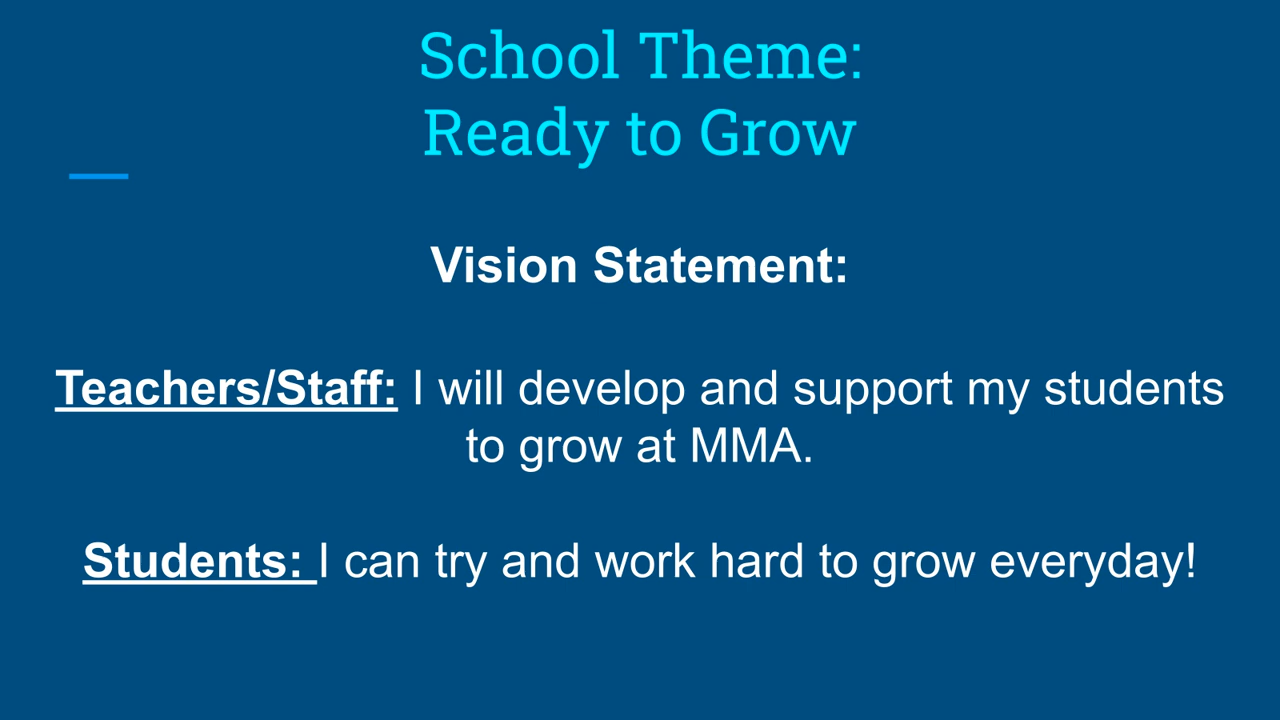 School Theme:
Ready to Grow
Vision Statement:
Teachers/Staff: I will develop and support my students
to grow at MMA.
Students: I can try and work hard to grow everyday!